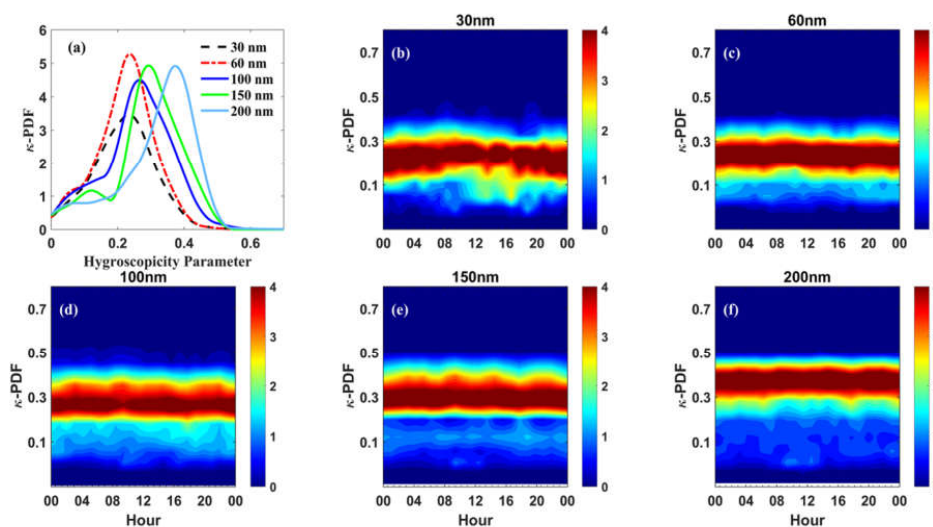 30nm
60nm
6
5
4
3
2
1
0
κ-PDF
(a)
30 nm
60 nm
100 nm
150 nm
200 nm
0 0.2 0.4 0.6
Hygroscopicity Parameter
κ-PDF
0.7
0.5
0.3
0.1
(b)
00 04 08 12 16 20 00
4
3
2
1
0
κ-PDF
0.7
0.5
0.3
0.1
(c)
00 04 08 12 16 20 00
100nm
150nm
200nm
κ-PDF
0.7
0.5
0.3
0.1
(d)
00 04 08 12 16 20 00
Hour
4
3
2
1
0
κ-PDF
0.7
0.5
0.3
0.1
(e)
00 04 08 12 16 20 00
Hour
4
3
2
1
0
κ-PDF
0.7
0.5
0.3
0.1
(f)
00 04 08 12 16 20 00
Hour